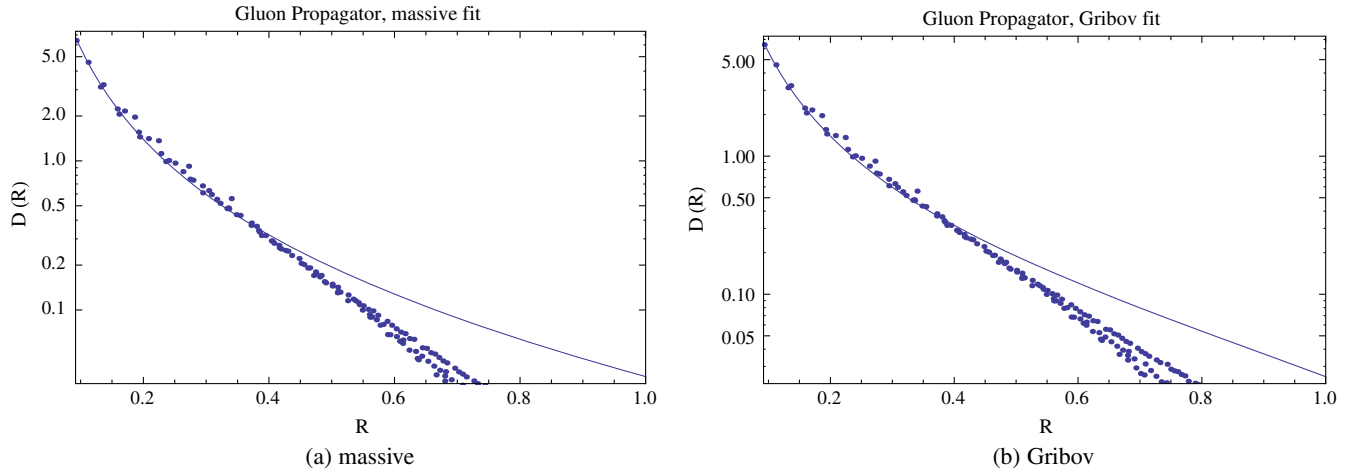 Gluon Propagator, massive fit
5.0
2.0
1.0
0.5
0.2
0.1
D (R)
0.2 0.4 0.6 0.8 1.0
R
(a) massive
Gluon Propagator, Gribov fit
5.00
1.00
0.50
0.10
0.05
D (R)
0.2 0.4 0.6 0.8 1.0
R
(b) Gribov